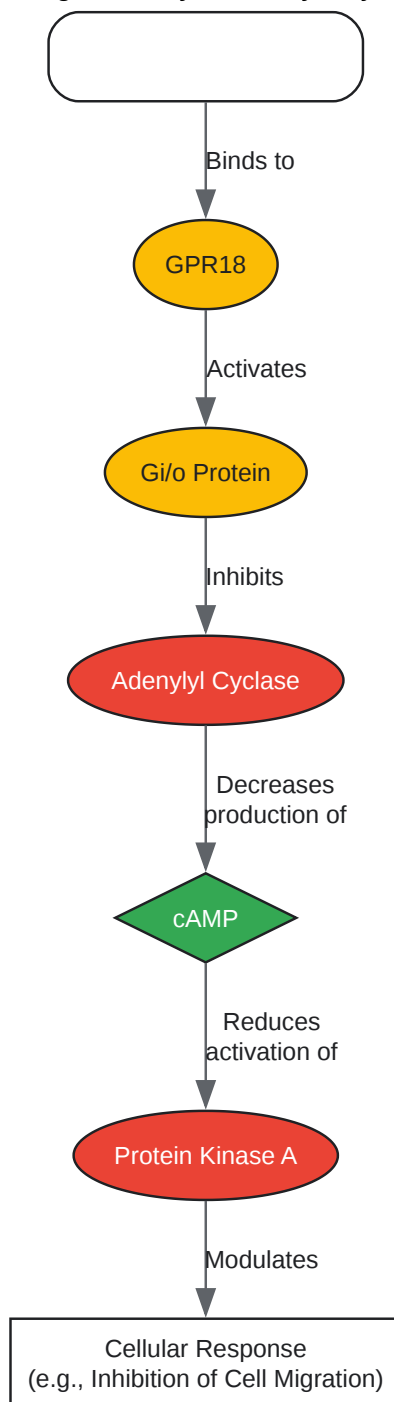 Binds to
GPR18
Activates
Gi/o Protein
Inhibits
Adenylyl Cyclase
Decreases
production of
cAMP
Reduces
activation of
Protein Kinase A
Modulates
Cellular Response
(e.g., Inhibition of Cell Migration)